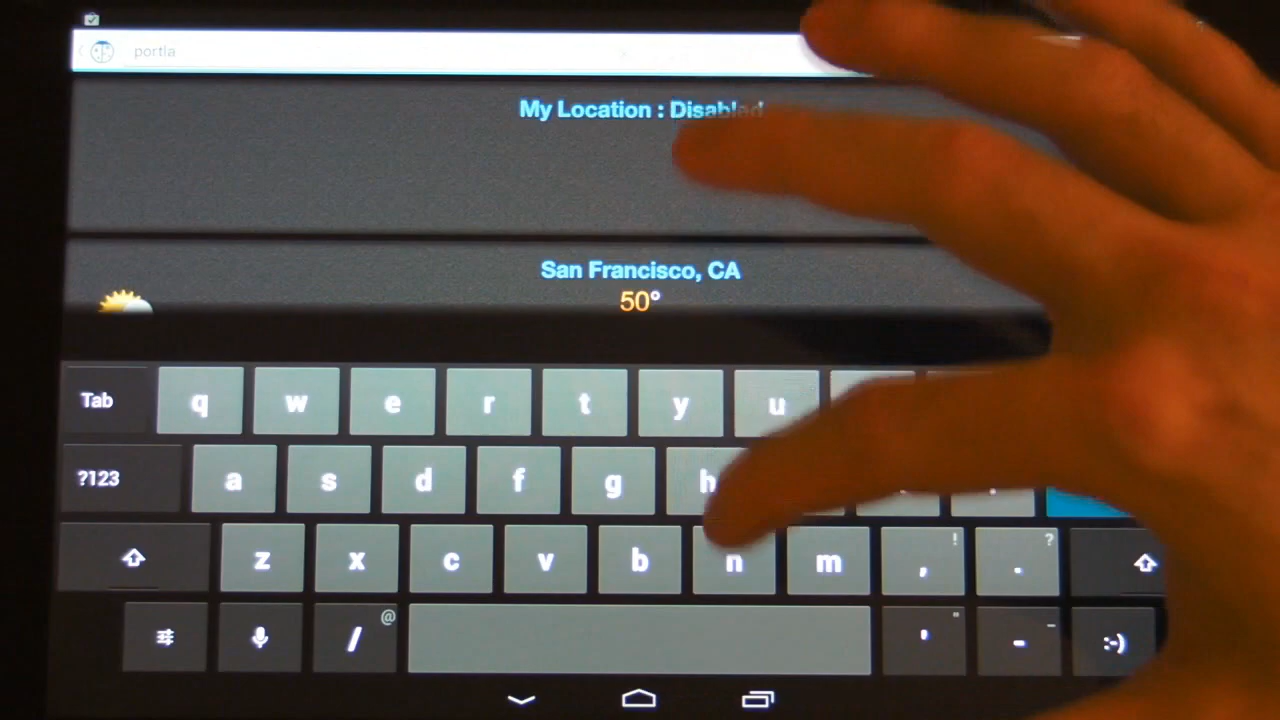 portla
My Location : Disabled
San Francisco, CA
50°
Tab q w e r t y u
?123 a s d f g h
z x c v b n m , ! . ?
/ @ ' " - _ :-)